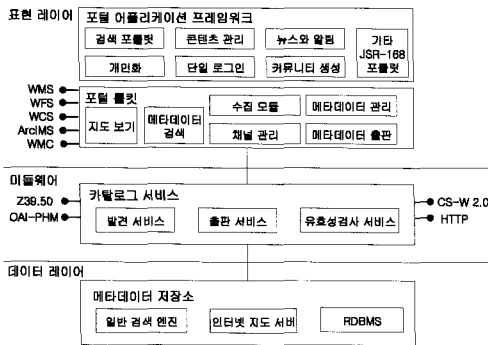 표현 레이어
포털 어플리케이션 프레임워크
검색 포틀릿
콘텐츠 관리
뉴스와 알림
기타
JSR-168
포틀릿
개인화
단일 로그인
커뮤니티 생성
WMS
WFS
WCS
ArcIMS
WMC
포털 툴킷
지도 보기
메타데이터
검색
수집 모듈
메타데이터 관리
채널 관리
메타데이터 출판
미들웨어
Z39.50
OAI-PHM
카탈로그 서비스
발견 서비스
출판 서비스
유효성검사 서비스
CS-W 2.0
HTTP
데이터 레이어
메타데이터 저장소
일반 검색 엔진
인터넷 지도 서버
RDBMS